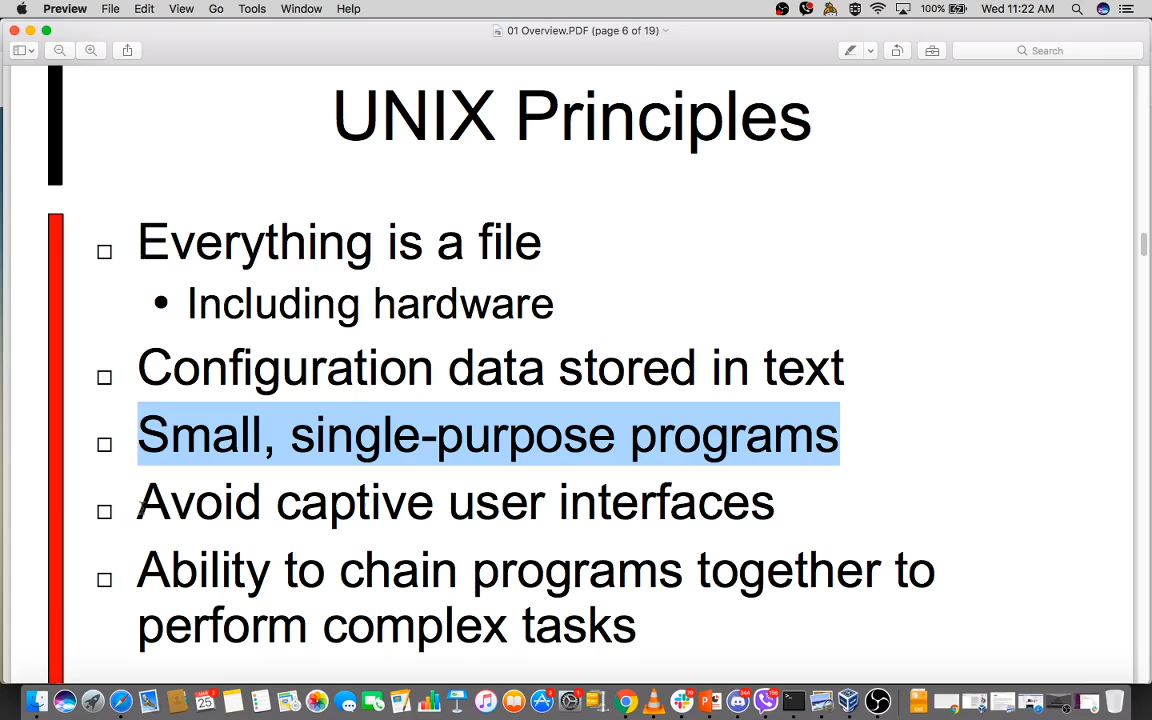 Preview File Edit View Go Tools Window Help 100% Wed 11:22 AM
01 Overview.PDF (page 6 of 19)
Search
UNIX Principles
Everything is a file
• Including hardware
Configuration data stored in text
Small, single-purpose programs
Avoid captive user interfaces
Ability to chain programs together to
perform complex tasks